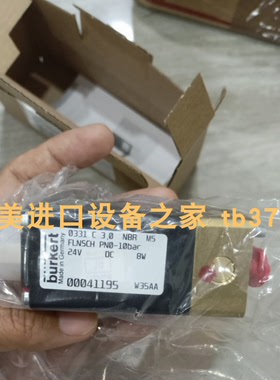 美进口设备之家 tb37
burkert
Made in Germany
0331 C 3,0 NBR MS
FLNSCH PN0-10bar
24V DC 8W
00041195 W35AA